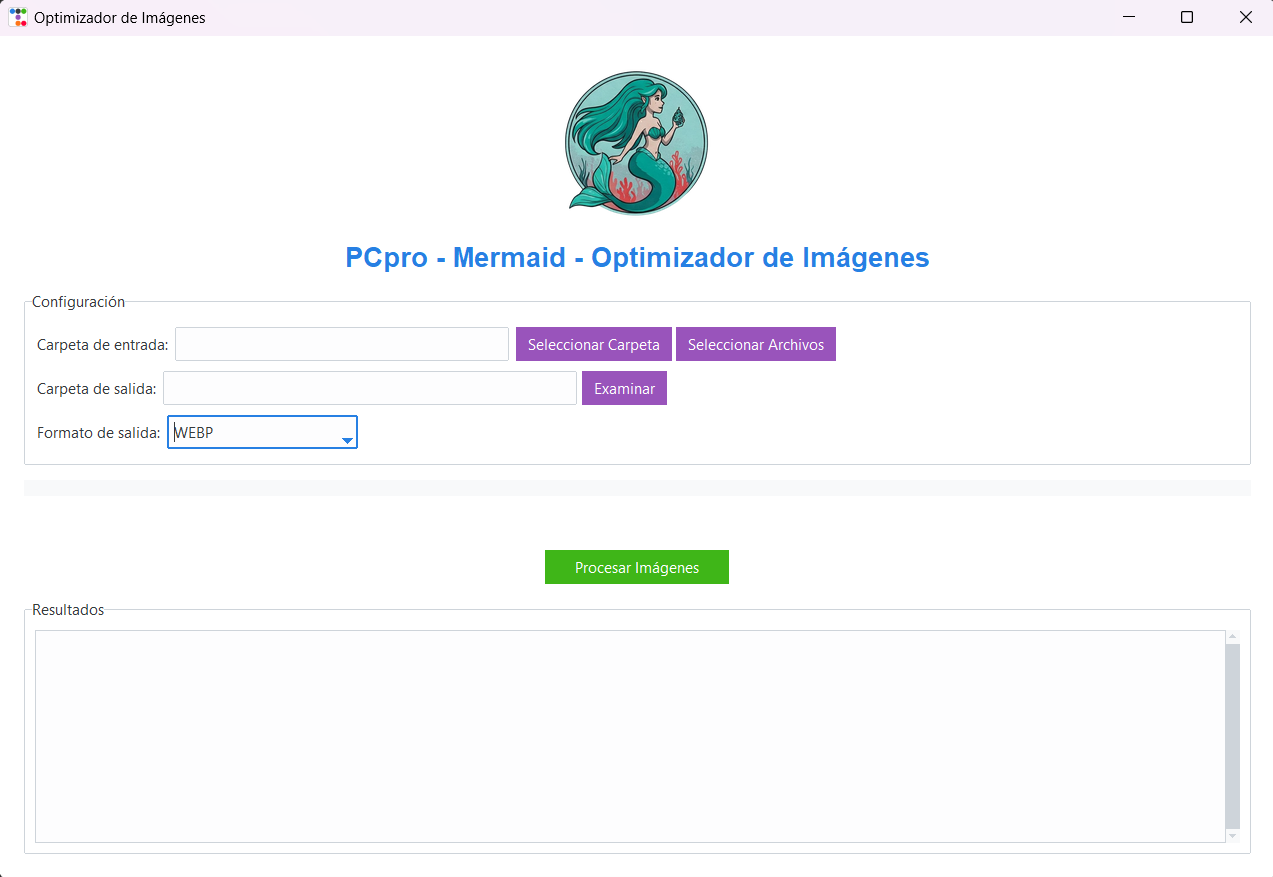 Optimizador de Imágenes
PCpro - Mermaid - Optimizador de Imágenes
Configuración
Carpeta de entrada: Seleccionar Carpeta Seleccionar Archivos
Carpeta de salida: Examinar
Formato de salida: WEBP
Procesar Imágenes
Resultados